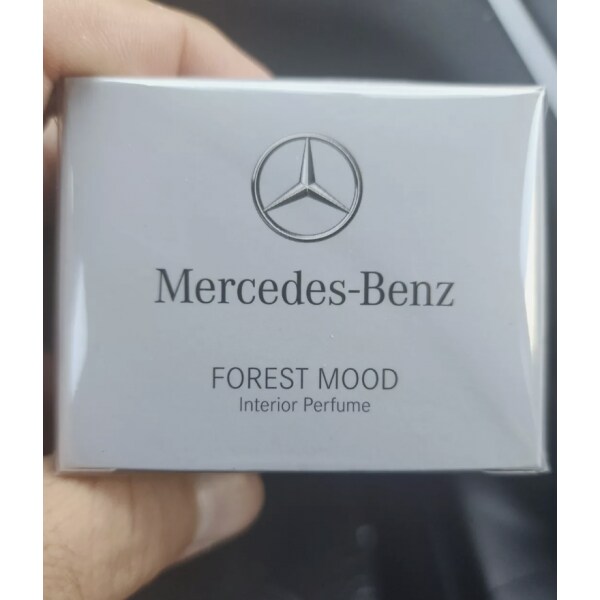 Mercedes-Benz
FOREST MOOD
Interior Perfume